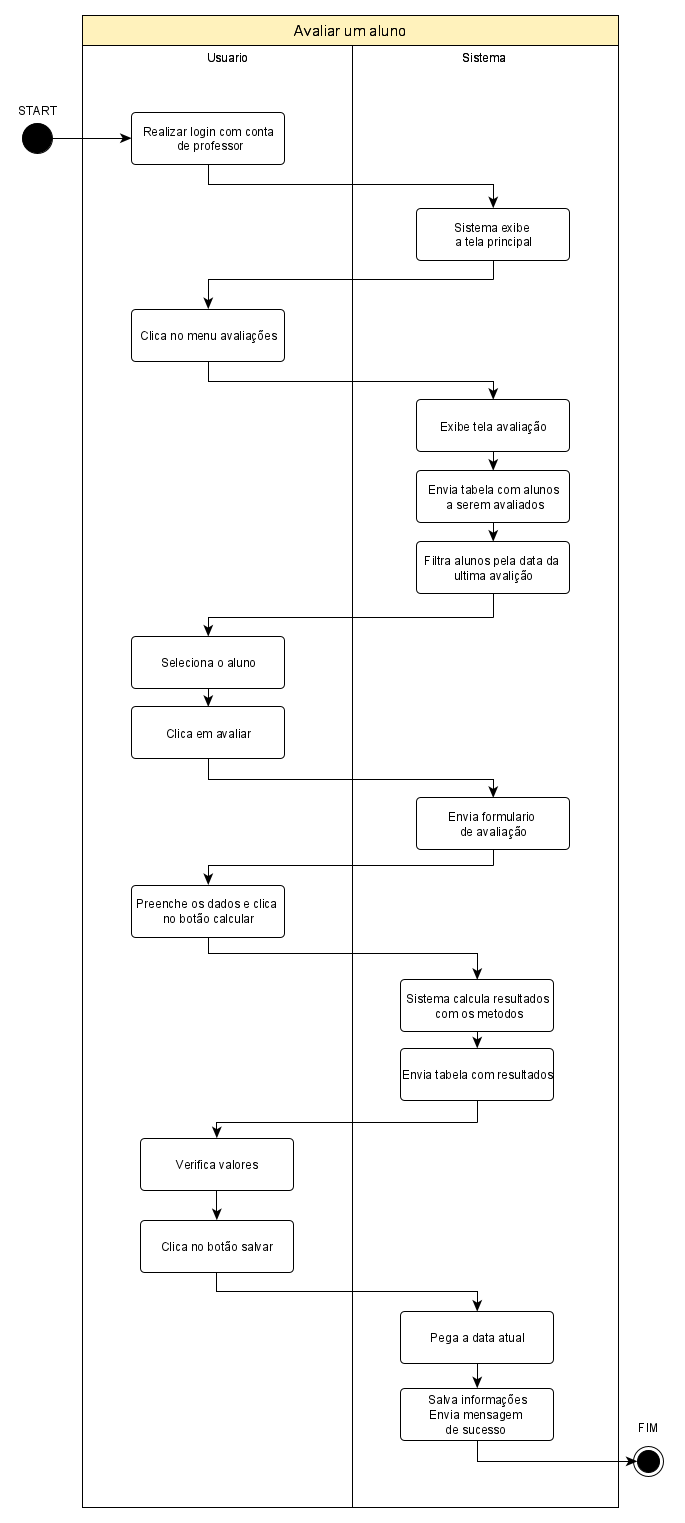 Avaliar um aluno
Usuario
Sistema
START
Realizar login com conta
de professor
Sistema exibe
a tela principal
Clica no menu avaliações
Exibe tela avaliação
Envia tabela com alunos
a serem avaliados
Filtra alunos pela data da
ultima avalição
Seleciona o aluno
Clica em avaliar
Envia formulario
de avaliação
Preenche os dados e clica
no botão calcular
Sistema calcula resultados
com os metodos
Envia tabela com resultados
Verifica valores
Clica no botão salvar
Pega a data atual
Salva informações
Envia mensagem
de sucesso
FIM